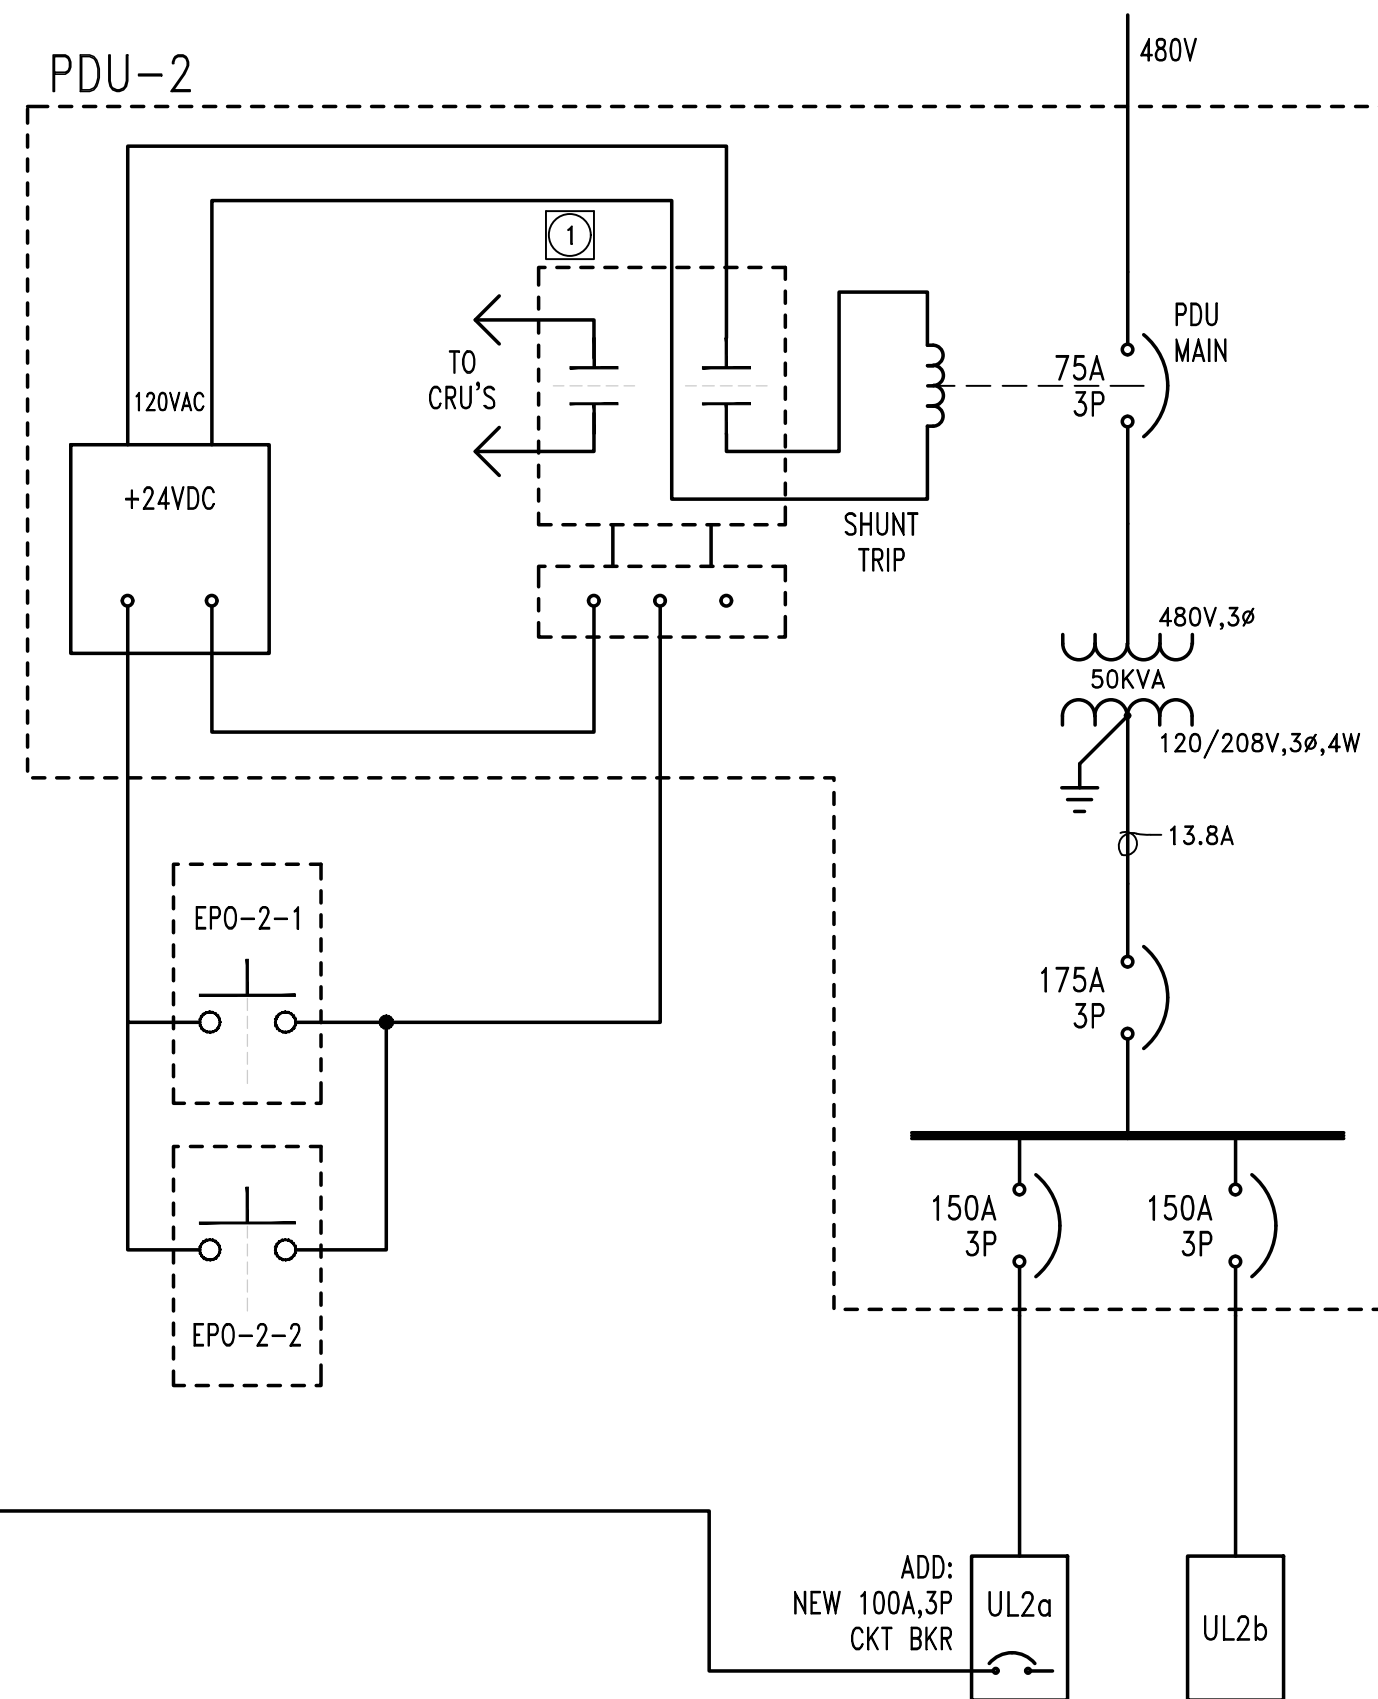 480V
PDU-2
1
PDU
MAIN
75A
3P
TO
CRU'S
120VAC
+24VDC
SHUNT
TRIP
480V,3ø
50KVA
120/208V,3ø,4W
13.8A
EPO-2-1
175A
3P
150A
3P
150A
3P
EPO-2-2
ADD:
NEW 100A,3P
CKT BKR
UL2a
UL2b